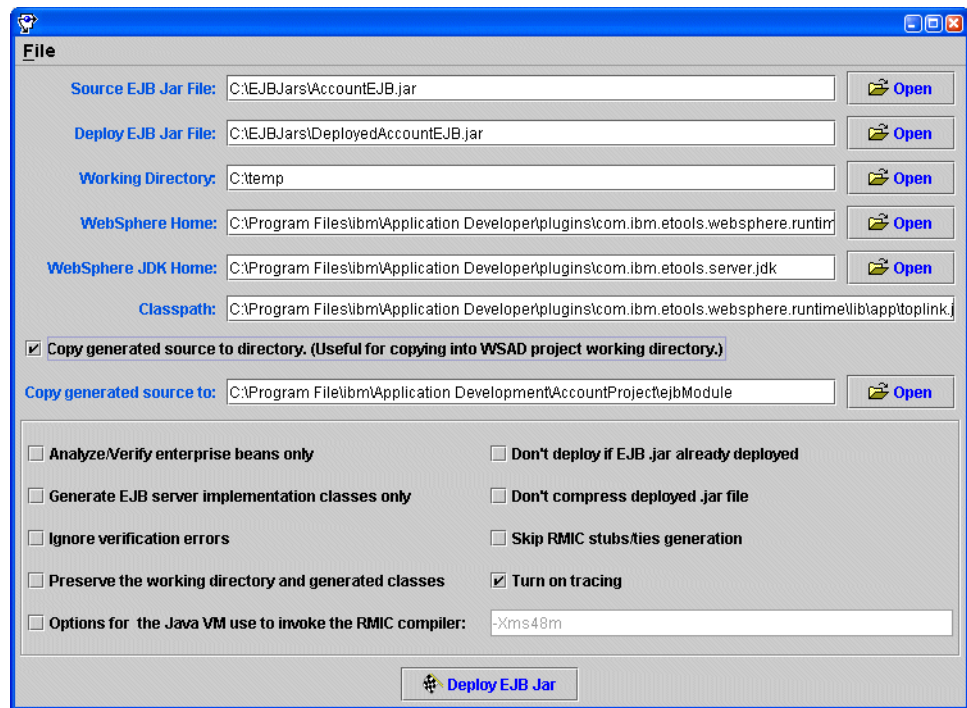 File
Source EJB Jar File: C:\EJBJars\AccountEJB.jar Open
Deploy EJB Jar File: C:\EJBJars\DeployedAccountEJB.jar Open
Working Directory: C:\temp Open
WebSphere Home: C:\Program Files\ibm\Application Developer\plugins\com.ibm.etools.websphere.runtim Open
WebSphere JDK Home: C:\Program Files\ibm\Application Developer\plugins\com.ibm.etools.server.jdk Open
Classpath: C:\Program Files\ibm\Application Developer\plugins\com.ibm.etools.websphere.runtime\lib\app\toplink.j
Copy generated source to directory. (Useful for copying into WSAD project working directory.)
Copy generated source to: C:\Program File\ibm\Application Development\AccountProject\ejbModule Open
Analyze/Verify enterprise beans only Don't deploy if EJB .jar already deployed
Generate EJB server implementation classes only Don't compress deployed .jar file
Ignore verification errors Skip RMIC stubs/ties generation
Preserve the working directory and generated classes Turn on tracing
Options for the Java VM use to invoke the RMIC compiler: -Xms48m
Deploy EJB Jar